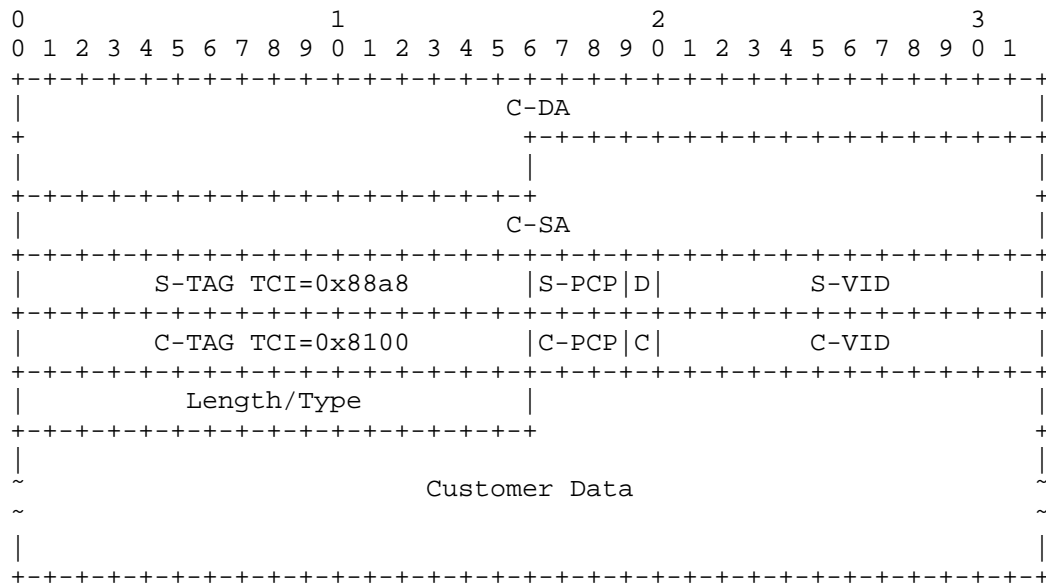 0                   1                   2                   3
0 1 2 3 4 5 6 7 8 9 0 1 2 3 4 5 6 7 8 9 0 1 2 3 4 5 6 7 8 9 0 1
+-+-+-+-+-+-+-+-+-+-+-+-+-+-+-+-+-+-+-+-+-+-+-+-+-+-+-+-+-+-+-+-+
|                              C-DA                             |
+                               +-+-+-+-+-+-+-+-+-+-+-+-+-+-+-+-+
|                               |                               |
+-+-+-+-+-+-+-+-+-+-+-+-+-+-+-+-+                               +
|                              C-SA                             |
+-+-+-+-+-+-+-+-+-+-+-+-+-+-+-+-+-+-+-+-+-+-+-+-+-+-+-+-+-+-+-+-+
|        S-TAG TCI=0x88a8       |S-PCP|D|         S-VID         |
+-+-+-+-+-+-+-+-+-+-+-+-+-+-+-+-+-+-+-+-+-+-+-+-+-+-+-+-+-+-+-+-+
|        C-TAG TCI=0x8100       |C-PCP|C|         C-VID         |
+-+-+-+-+-+-+-+-+-+-+-+-+-+-+-+-+-+-+-+-+-+-+-+-+-+-+-+-+-+-+-+-+
|          Length/Type          |                               |
+-+-+-+-+-+-+-+-+-+-+-+-+-+-+-+-+                               +
|                                                               |
~                         Customer Data                         ~
~                                                               ~
|                                                               |
+-+-+-+-+-+-+-+-+-+-+-+-+-+-+-+-+-+-+-+-+-+-+-+-+-+-+-+-+-+-+-+-+